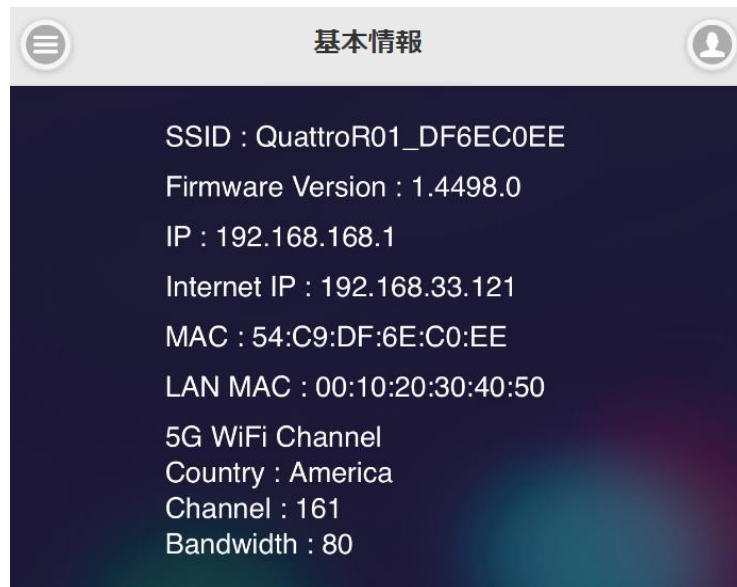 基本情報
SSID : QuattroR01_DF6EC0EE
Firmware Version : 1.4498.0
IP : 192.168.168.1
Internet IP : 192.168.33.121
MAC : 54:C9:DF:6E:C0:EE
LAN MAC : 00:10:20:30:40:50
5G WiFi Channel
Country : America
Channel : 161
Bandwidth : 80